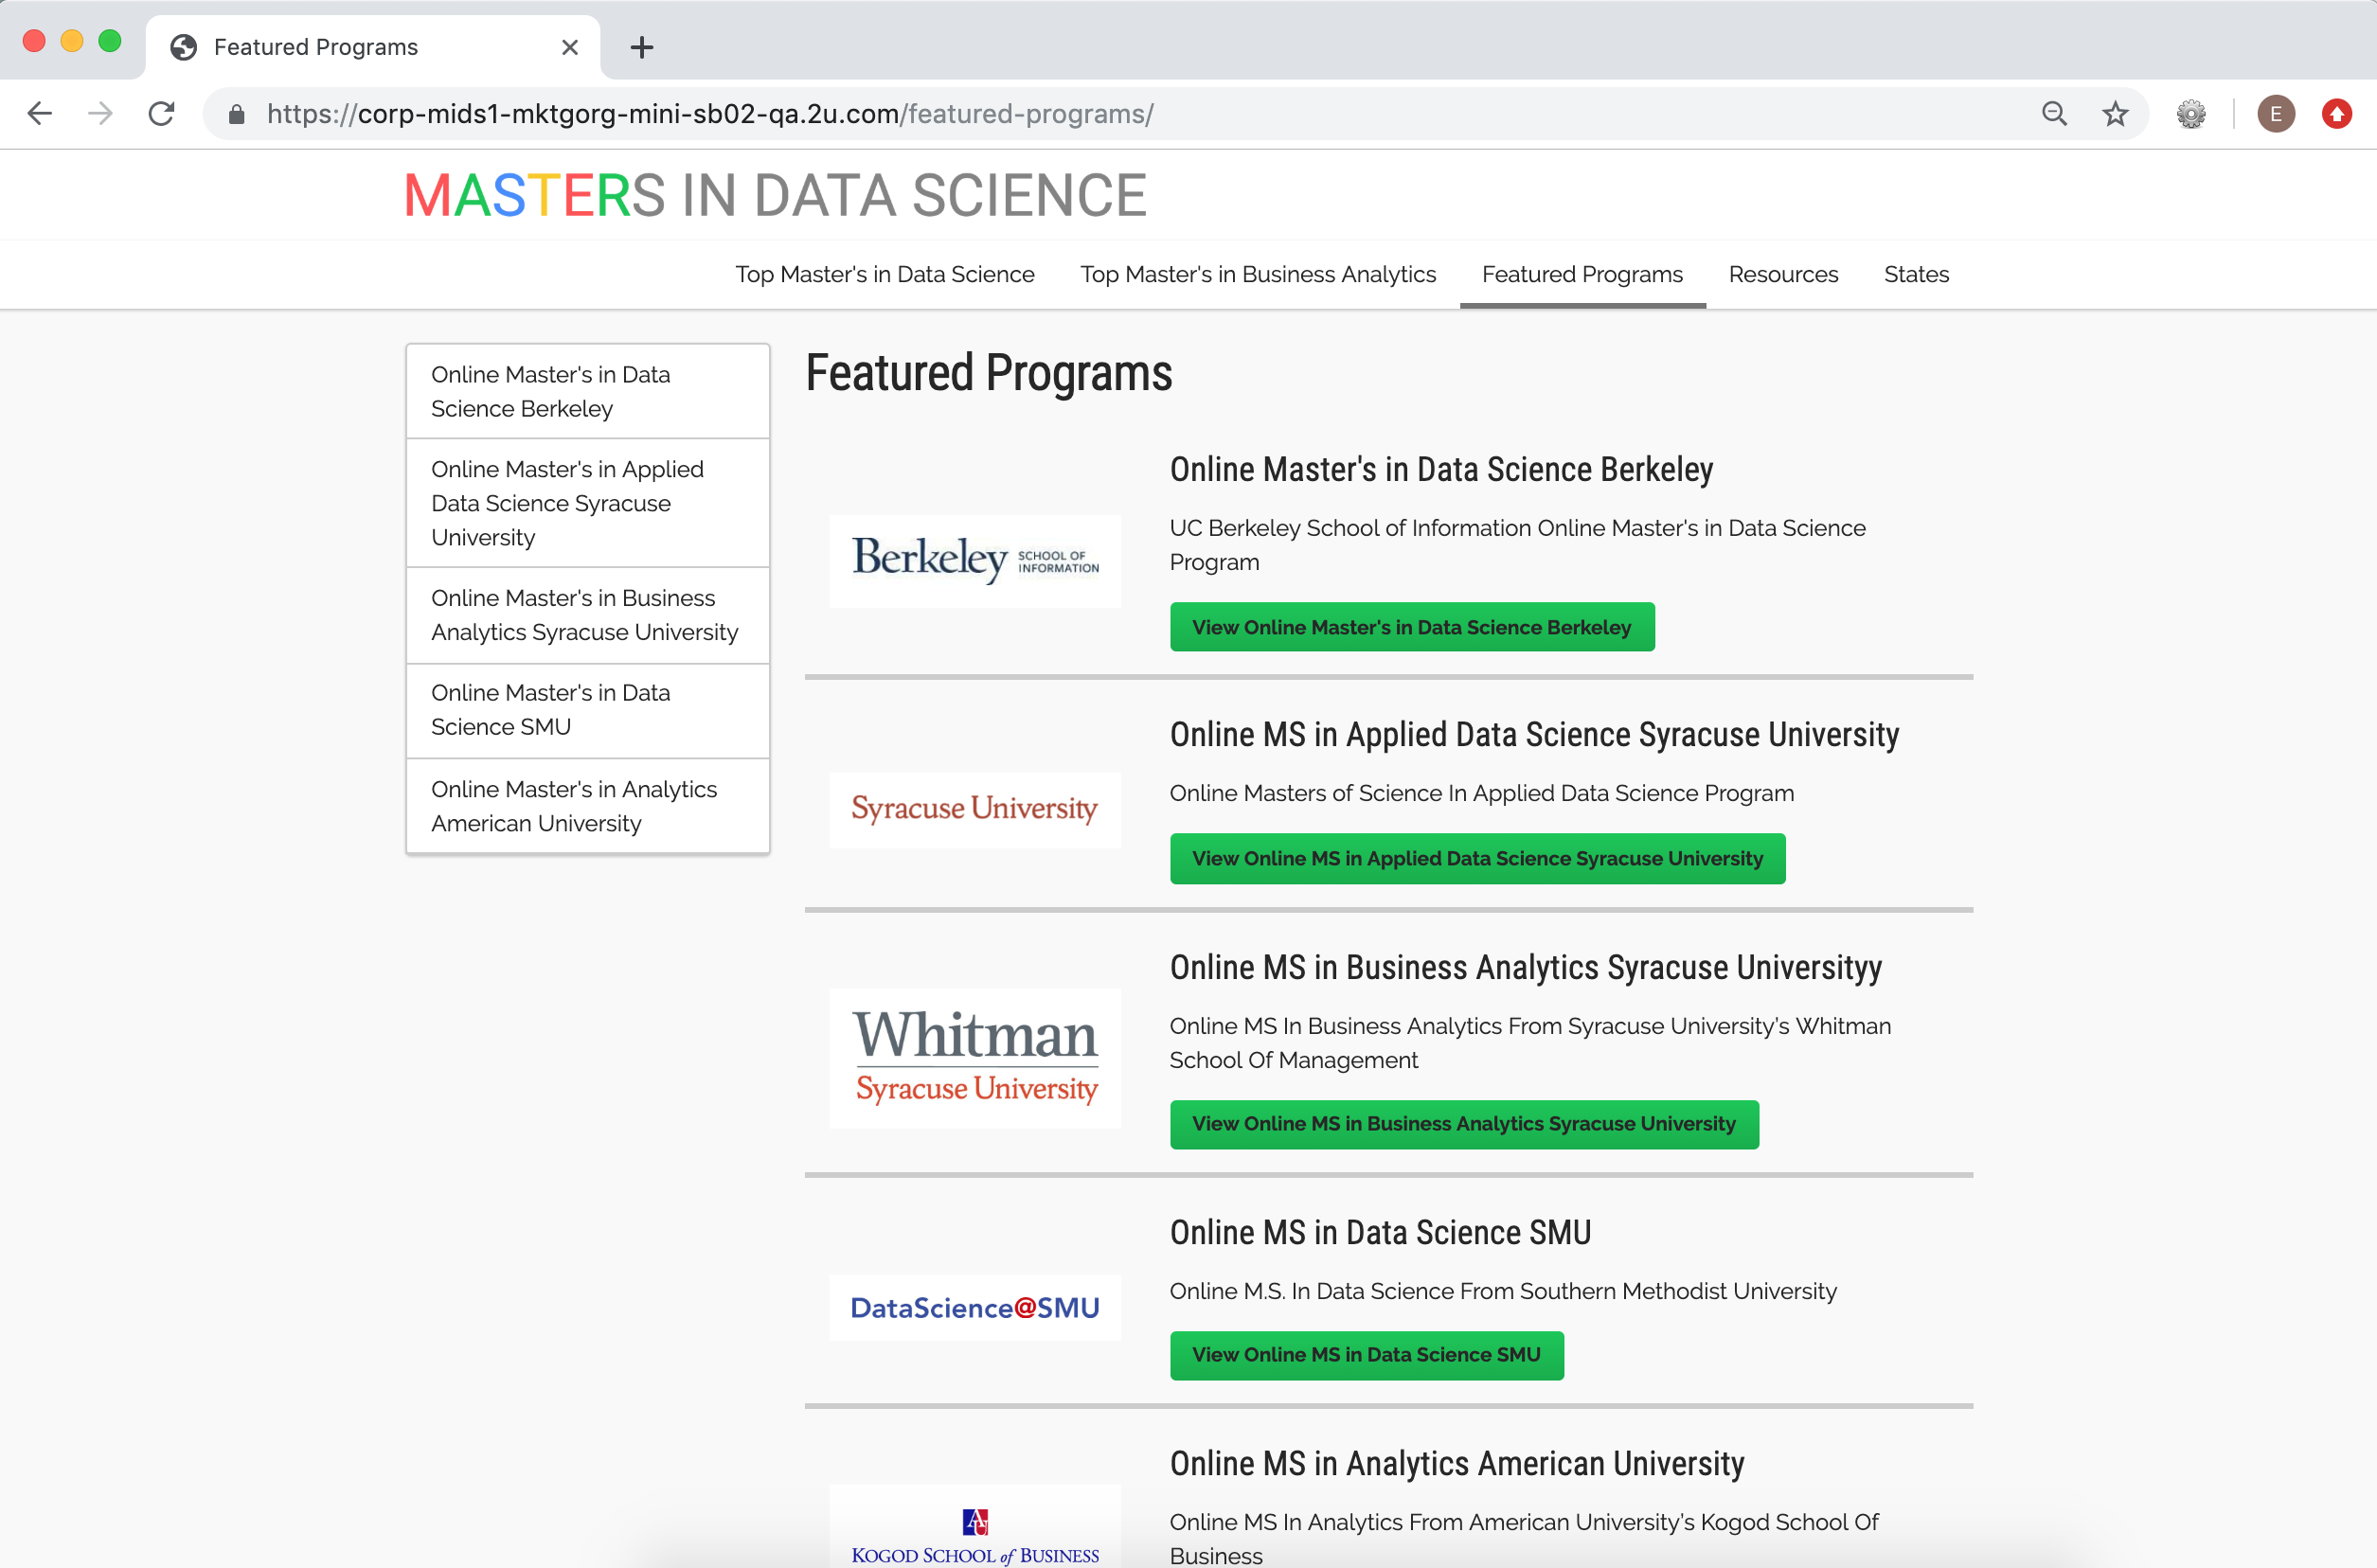 Featured Programs
https://corp-mids1-mktgorg-mini-sb02-qa.2u.com/featured-programs/
E
MASTERS IN DATA SCIENCE
Top Master's in Data Science
Top Master's in Business Analytics
Featured Programs
Resources
States
Online Master's in Data
Science Berkeley
Online Master's in Applied
Data Science Syracuse
University
Online Master's in Business
Analytics Syracuse University
Online Master's in Data
Science SMU
Online Master's in Analytics
American University
Featured Programs
Berkeley SCHOOL OF
INFORMATION
Online Master's in Data Science Berkeley
UC Berkeley School of Information Online Master's in Data Science
Program
View Online Master's in Data Science Berkeley
Syracuse University
Online MS in Applied Data Science Syracuse University
Online Masters of Science In Applied Data Science Program
View Online MS in Applied Data Science Syracuse University
Whitman
Syracuse University
Online MS in Business Analytics Syracuse Universityy
Online MS In Business Analytics From Syracuse University’s Whitman
School Of Management
View Online MS in Business Analytics Syracuse University
DataScience@SMU
Online MS in Data Science SMU
Online M.S. In Data Science From Southern Methodist University
View Online MS in Data Science SMU
AU
KOGOD SCHOOL of BUSINESS
Online MS in Analytics American University
Online MS In Analytics From American University’s Kogod School Of
Business